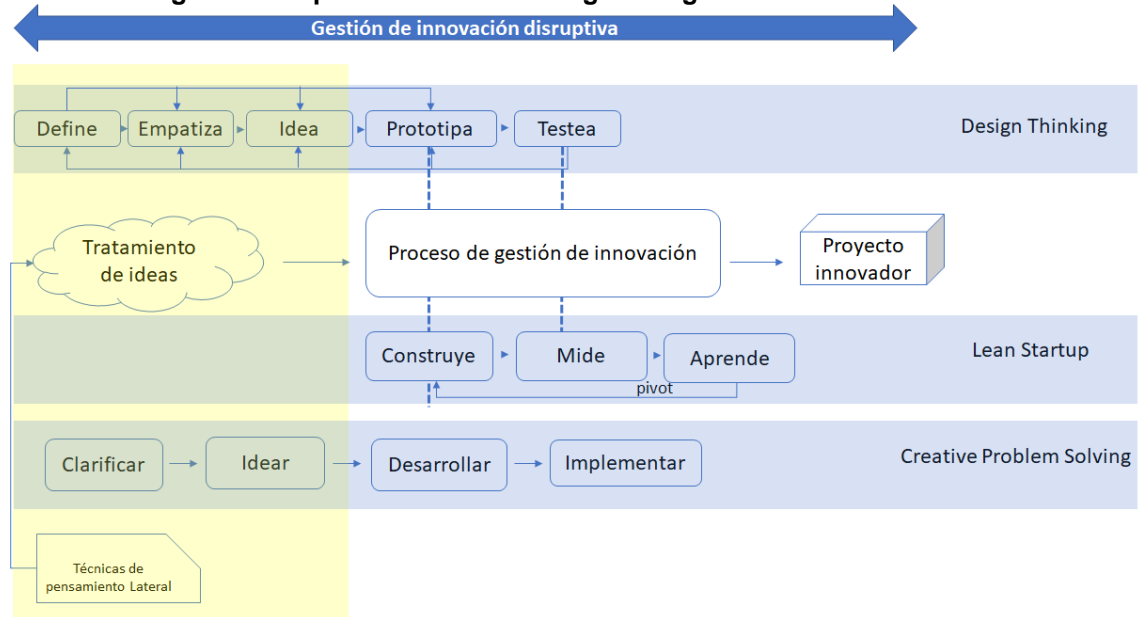 Gestión de innovación disruptiva
Define
Empatiza
Idea
Prototipa
Testea
Design Thinking
Tratamiento
de ideas
Proceso de gestión de innovación
Proyecto
innovador
Construye
Mide
Aprende
Lean Startup
pivot
Clarificar
Idear
Desarrollar
Implementar
Creative Problem Solving
Técnicas de
pensamiento Lateral